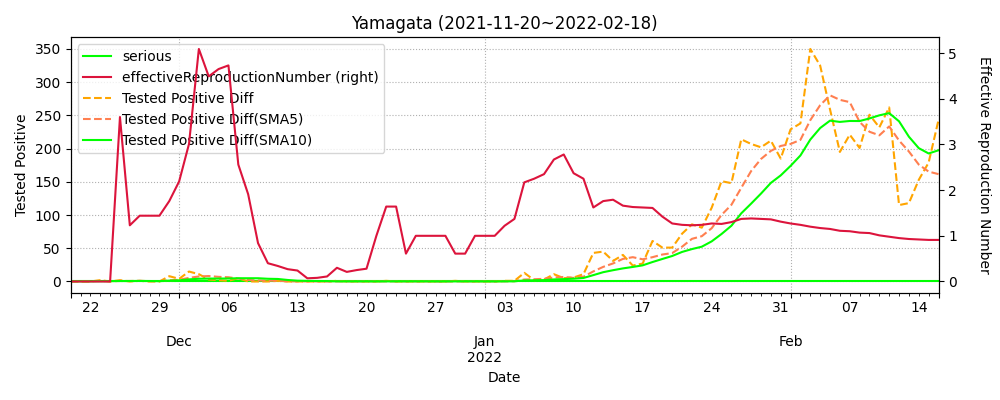 Yamagata (2021-11-20~2022-02-18)
serious
effectiveReproductionNumber (right)
Tested Positive Diff
Tested Positive Diff(SMA5)
Tested Positive Diff(SMA10)
350
300
250
200
150
100
50
0
Tested Positive
5
4
3
2
1
0
Effective Reproduction Number
22 29 06 13 20 27 03 10 17 24 31 07 14
Dec Jan Feb
2022
Date